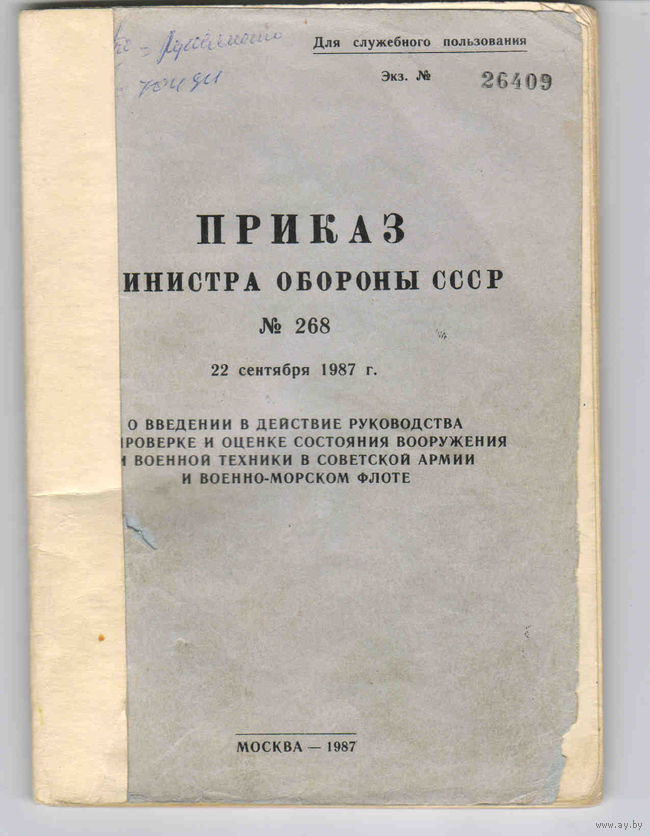 Для служебного пользования
Экз. № 26409
ПРИКАЗ
ИНИСТРА ОБОРОНЫ СССР
№ 268
22 сентября 1987 г.
О ВВЕДЕНИИ В ДЕЙСТВИЕ РУКОВОДСТВА
РОВЕРКЕ И ОЦЕНКЕ СОСТОЯНИЯ ВООРУЖЕНИЯ
И ВОЕННОЙ ТЕХНИКИ В СОВЕТСКОЙ АРМИИ
И ВОЕННО-МОРСКОМ ФЛОТЕ
МОСКВА — 1987
www.ay.by